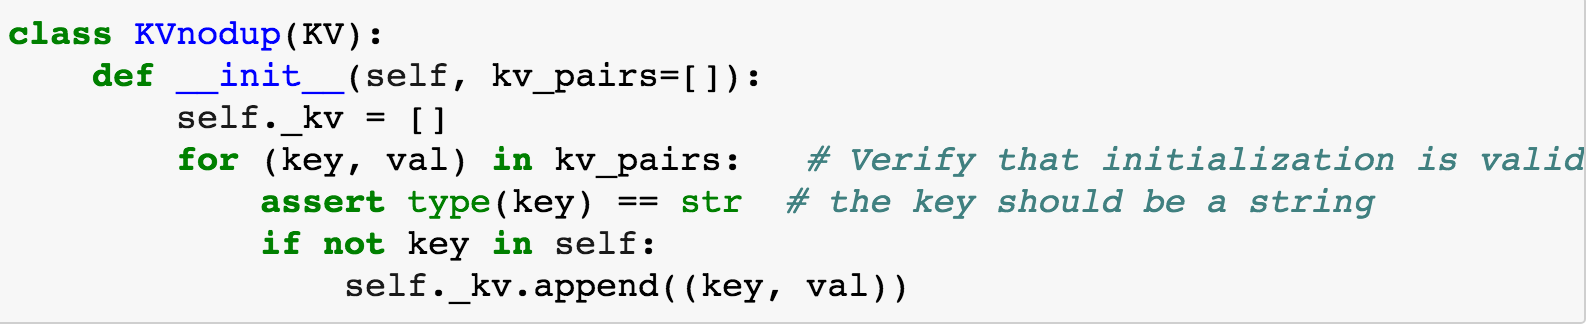 class KVnodup(KV):
    def __init__(self, kv_pairs=[]):
        self._kv = []
        for (key, val) in kv_pairs:   # Verify that initialization is valid
            assert type(key) == str  # the key should be a string
            if not key in self:
                self._kv.append((key, val))